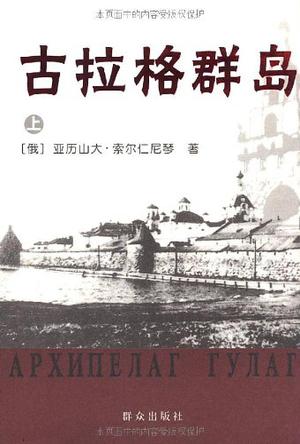 本页面中的内容受版权保护
古拉格群岛
上
［俄］亚历山大·索尔仁尼琴 著
АРХИПЕЛАГ ГУЛАГ
群众出版社
本页面中的内容受版权保护